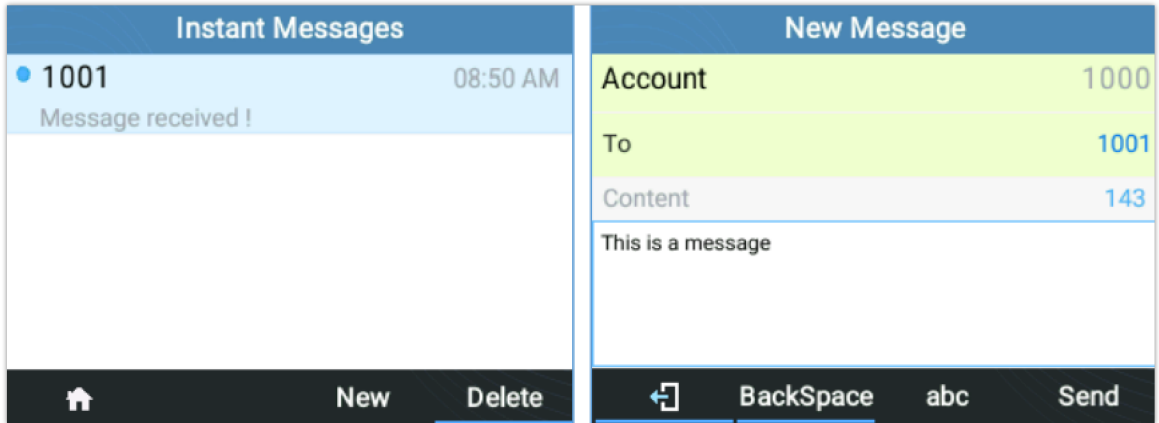 Instant Messages
1001 08:50 AM
Message received !
New Delete
New Message
Account 1000
To 1001
Content 143
This is a message
BackSpace abc Send